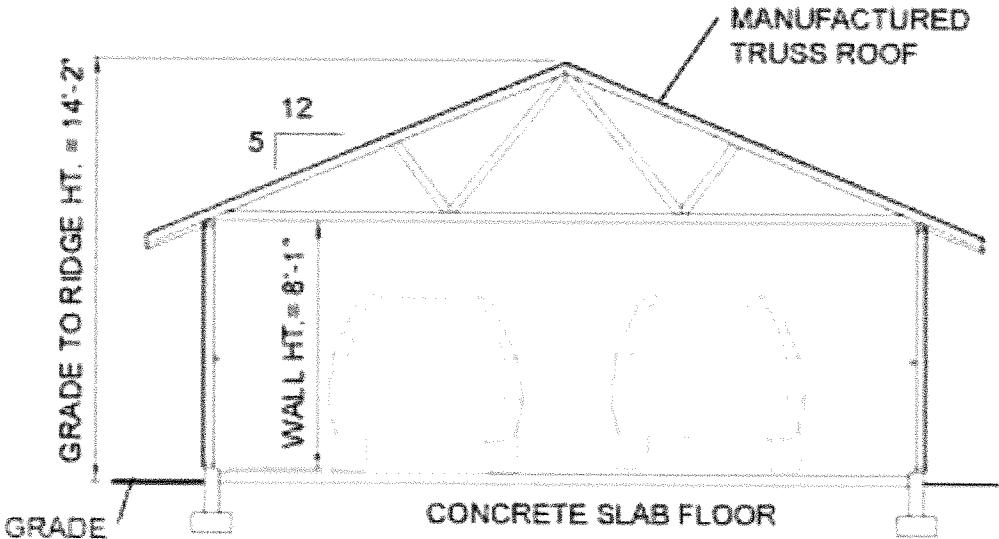 MANUFACTURED
TRUSS ROOF
12
5
GRADE TO RIDGE HT. = 14'-2"
WALL HT. = 8'-1"
CONCRETE SLAB FLOOR
GRADE